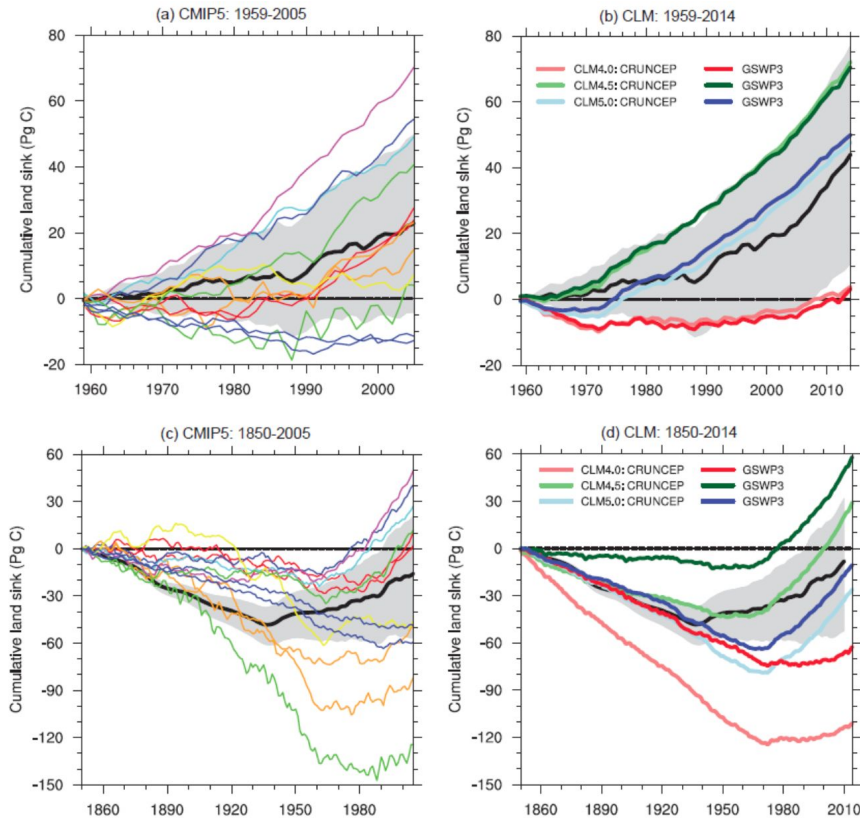 (a) CMIP5: 1959-2005
(b) CLM: 1959-2014
80
60
40
20
0
-20
Cumulative land sink (Pg C)
1960 1970 1980 1990 2000
80
60
40
20
0
-20
Cumulative land sink (Pg C)
CLM4.0: CRUNCEP GSWP3
CLM4.5: CRUNCEP GSWP3
CLM5.0: CRUNCEP GSWP3
1960 1970 1980 1990 2000 2010
(c) CMIP5: 1850-2005
(d) CLM: 1850-2014
60
30
0
-30
-60
-90
-120
-150
Cumulative land sink (Pg C)
1860 1890 1920 1950 1980
60
30
0
-30
-60
-90
-120
-150
Cumulative land sink (Pg C)
CLM4.0: CRUNCEP GSWP3
CLM4.5: CRUNCEP GSWP3
CLM5.0: CRUNCEP GSWP3
1860 1890 1920 1950 1980 2010